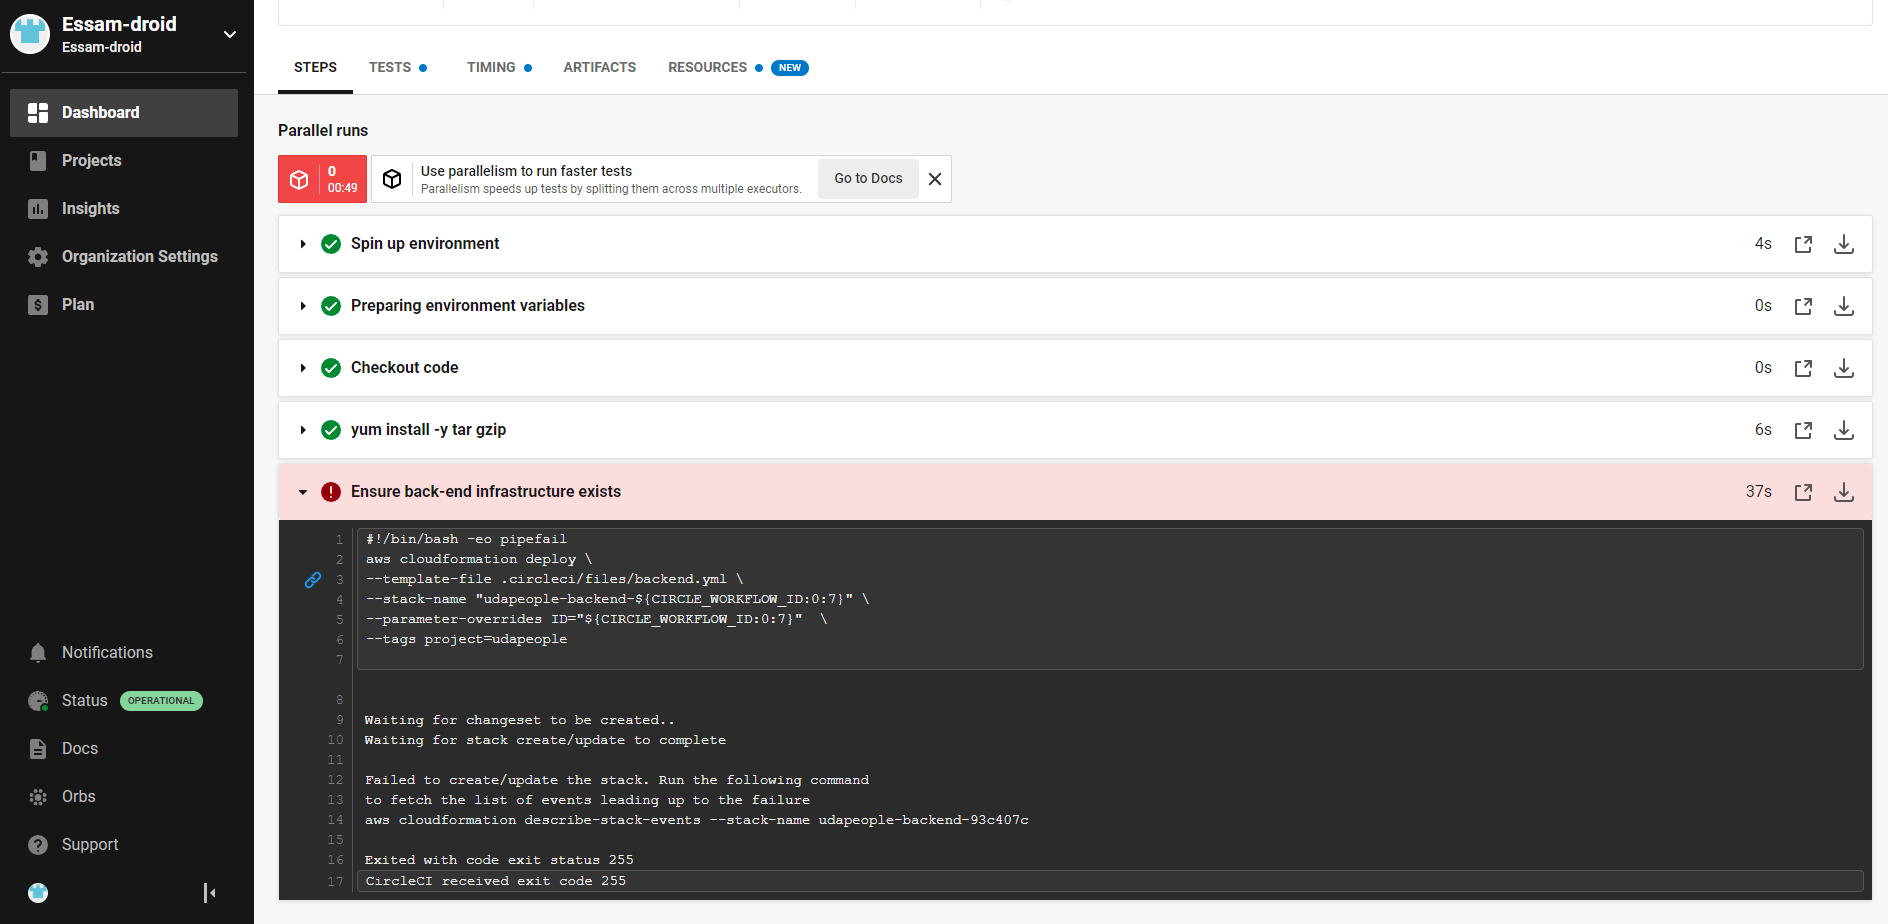 Essam-droid
Essam-droid
Dashboard
Projects
Insights
Organization Settings
Plan
Notifications
Status OPERATIONAL
Docs
Orbs
Support
STEPS TESTS TIMING ARTIFACTS RESOURCES NEW
Parallel runs
0
00:49
Use parallelism to run faster tests
Parallelism speeds up tests by splitting them across multiple executors.
Go to Docs
Spin up environment 4s
Preparing environment variables 0s
Checkout code 0s
yum install -y tar gzip 6s
Ensure back-end infrastructure exists 37s
1 #!/bin/bash -eo pipefail
2 aws cloudformation deploy \
3 --template-file .circleci/files/backend.yml \
4 --stack-name "udapeople-backend-${CIRCLE_WORKFLOW_ID:0:7}" \
5 --parameter-overrides ID="${CIRCLE_WORKFLOW_ID:0:7}"  \
6 --tags project=udapeople
7
8
9 Waiting for changeset to be created..
10 Waiting for stack create/update to complete
11
12 Failed to create/update the stack. Run the following command
13 to fetch the list of events leading up to the failure
14 aws cloudformation describe-stack-events --stack-name udapeople-backend-93c407c
15
16 Exited with code exit status 255
17 CircleCI received exit code 255